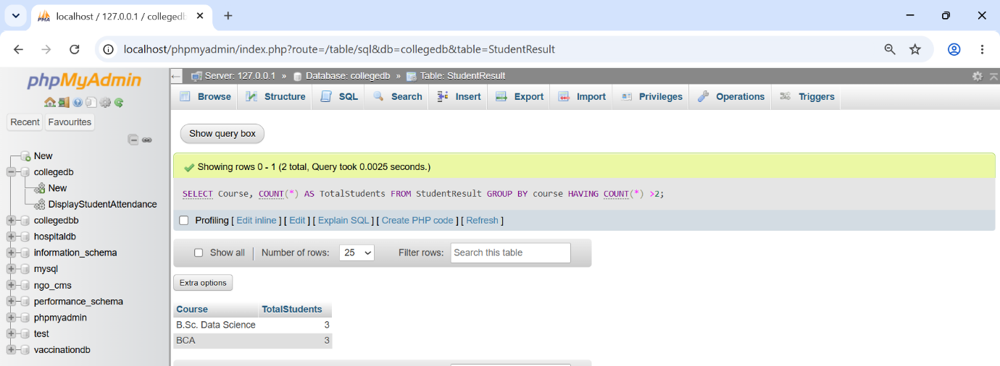 localhost / 127.0.0.1 / collegedb
localhost/phpmyadmin/index.php?route=/table/sql&db=collegedb&table=StudentResult
phpMyAdmin
Recent Favourites
New
collegedb
New
DisplayStudentAttendance
collegedbb
hospitaldb
information_schema
mysql
ngo_cms
performance_schema
phpmyadmin
test
vaccinationdb
Server: 127.0.0.1 » Database: collegedb » Table: StudentResult
Browse Structure SQL Search Insert Export Import Privileges Operations Triggers
Show query box
Showing rows 0 - 1 (2 total, Query took 0.0025 seconds.)
SELECT Course, COUNT(*) AS TotalStudents FROM StudentResult GROUP BY course HAVING COUNT(*) >2;
Profiling [ Edit inline ] [ Edit ] [ Explain SQL ] [ Create PHP code ] [ Refresh ]
Show all | Number of rows: 25 Filter rows: Search this table
Extra options
Course TotalStudents
B.Sc. Data Science 3
BCA 3